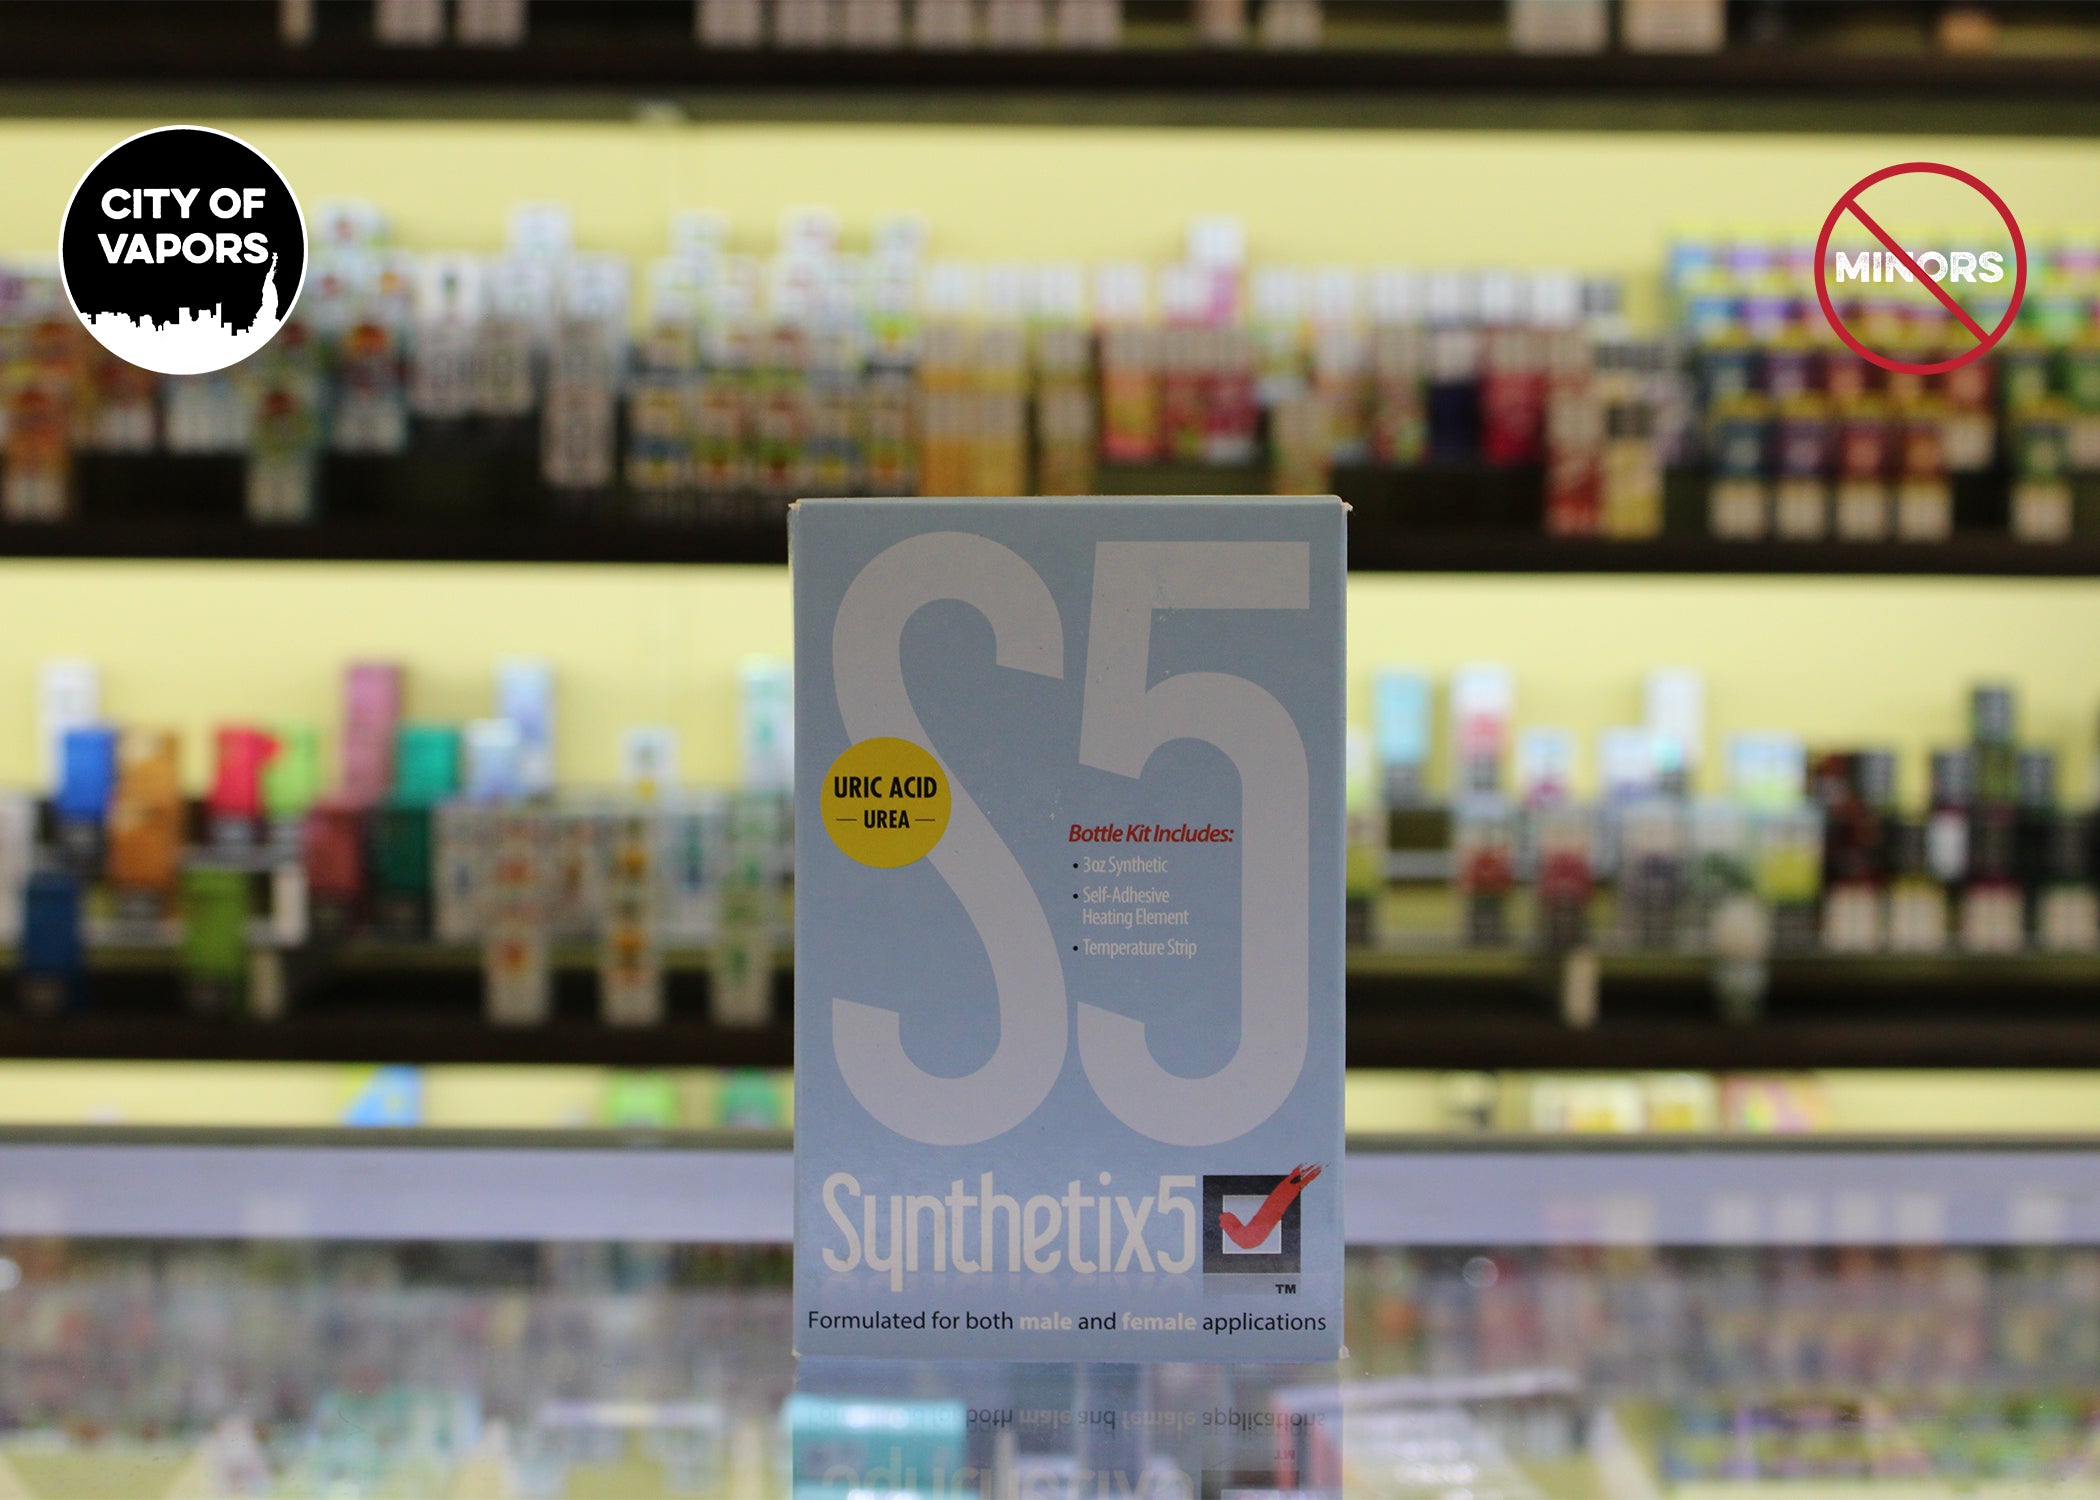 CITY OF
VAPORS
MINORS
S5
URIC ACID
UREA
Bottle Kit Includes:
• 3oz Synthetic
• Self-Adhesive
Heating Element
• Temperature Strip
Synthetix5
TM
Formulated for both male and female applications